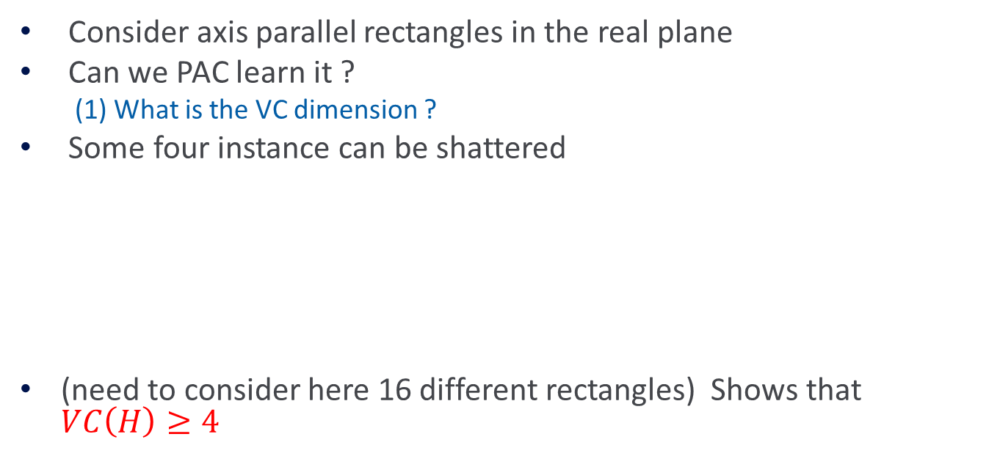 • Consider axis parallel rectangles in the real plane
• Can we PAC learn it ?
(1) What is the VC dimension ?
• Some four instance can be shattered
• (need to consider here 16 different rectangles) Shows that
𝑉𝐶(𝐻) ≥ 4